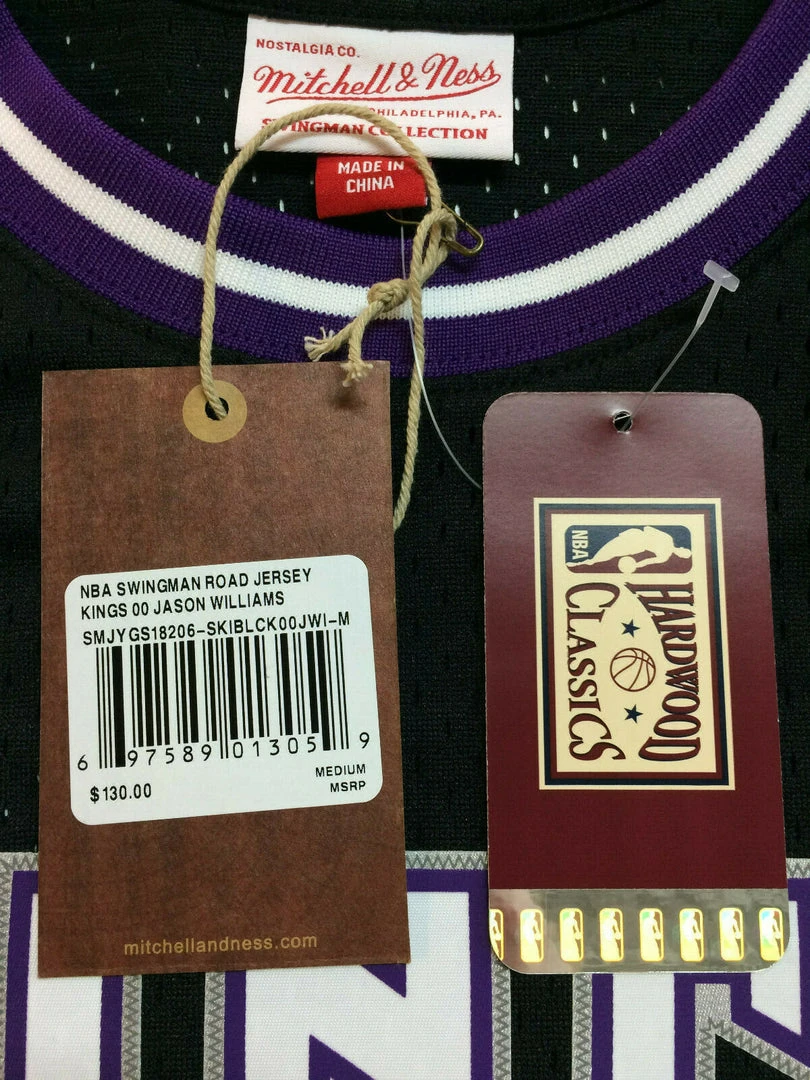 NOSTALGIA CO.
Mitchell & Ness
PHILADELPHIA, PA.
SWINGMAN COLLECTION
MADE IN
CHINA
NBA SWINGMAN ROAD JERSEY
KINGS 00 JASON WILLIAMS
SMJYGS18206-SKIBLCK00JWI-M
6 97589 01305 9
$130.00
MEDIUM
MSRP
mitchellandness.com
NBA
HARDWOOD
CLASSICS